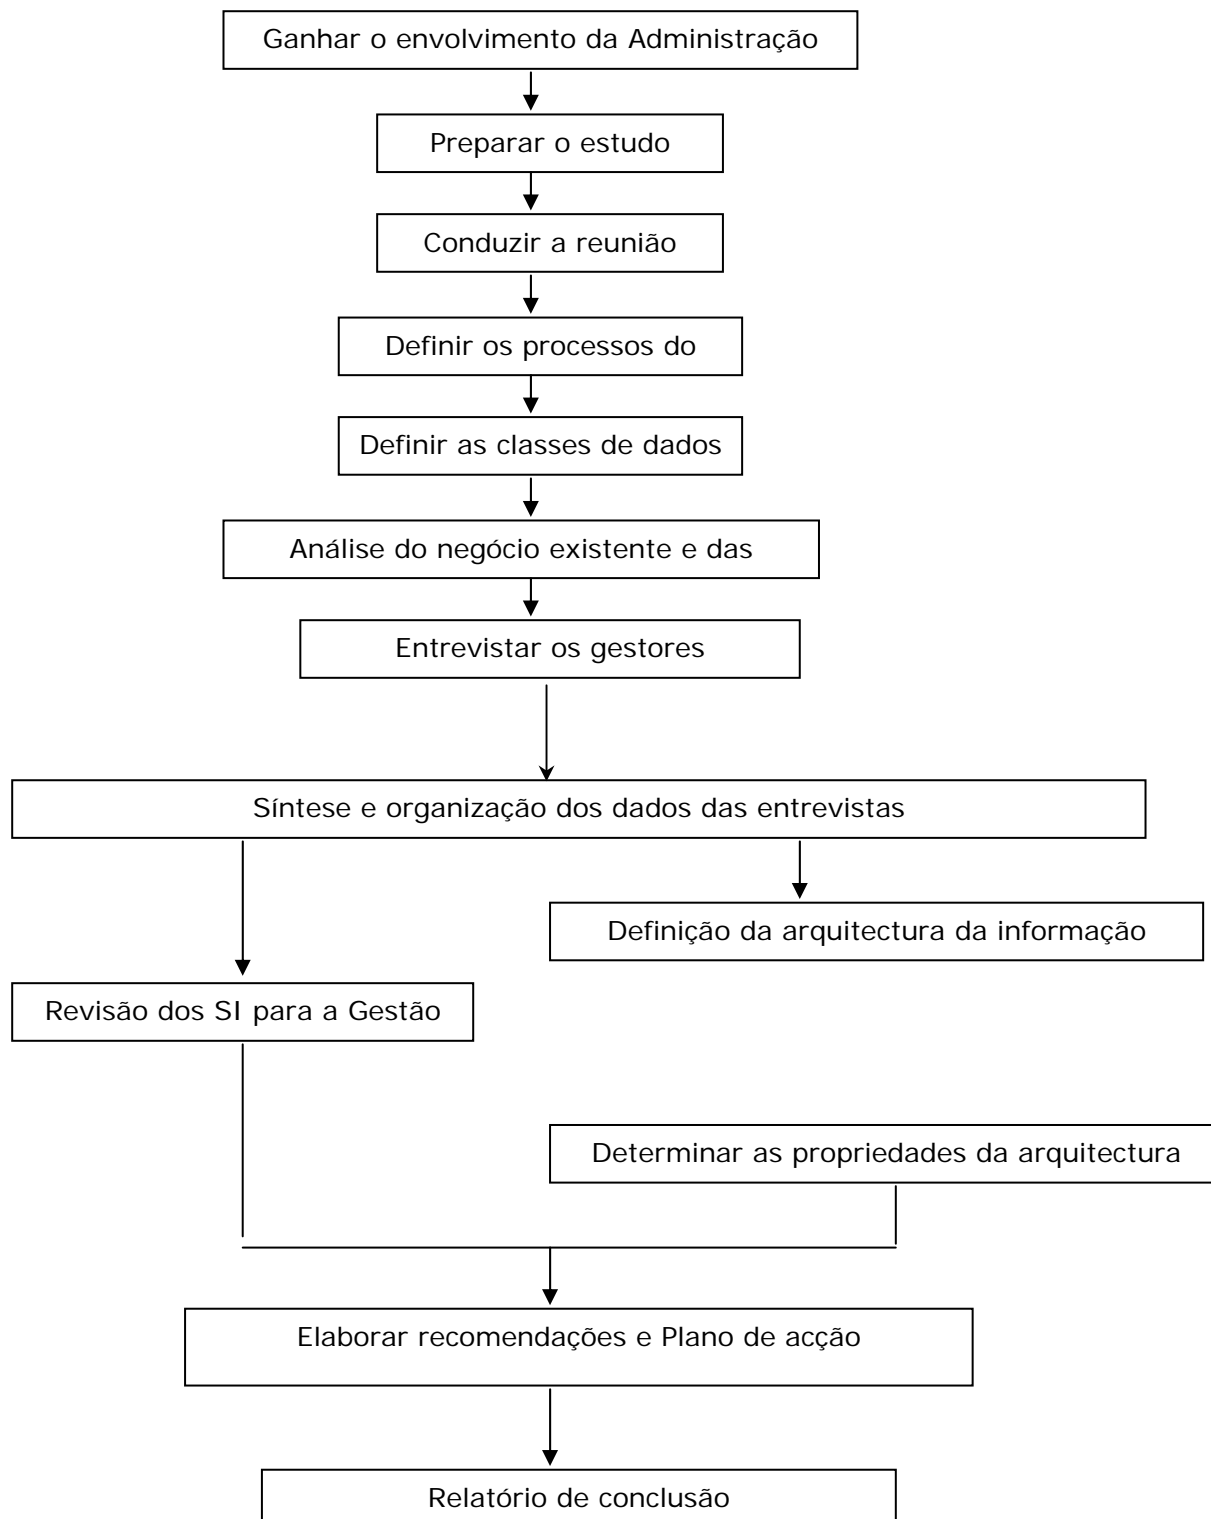 Ganhar o envolvimento da Administração
Preparar o estudo
Conduzir a reunião
Definir os processos do
Definir as classes de dados
Análise do negócio existente e das
Entrevistar os gestores
Síntese e organização dos dados das entrevistas
Definição da arquitectura da informação
Revisão dos SI para a Gestão
Determinar as propriedades da arquitectura
Elaborar recomendações e Plano de acção
Relatório de conclusão